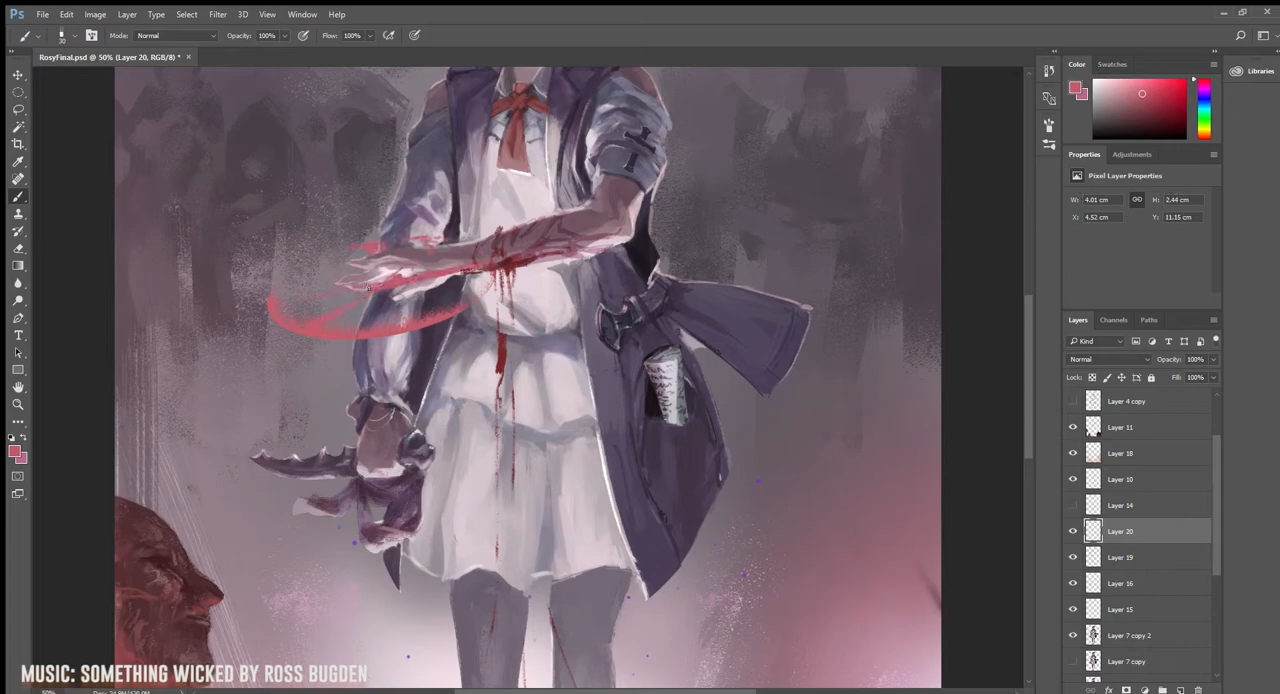 Ps File Edit Image Layer Type Select Filter 3D View Window Help
30 Mode: Normal Opacity: 100% Flow: 100%
RosyFinal.psd @ 50% (Layer 20, RGB/8) * ×
Color Swatches
Libraries
Properties Adjustments
Pixel Layer Properties
W: 4.01 cm H: 2.44 cm
X: 4.52 cm Y: 11.15 cm
Layers Channels Paths
Kind
Normal Opacity: 100%
Lock: Fill: 100%
Layer 4 copy
Layer 11
Layer 18
Layer 10
Layer 14
Layer 20
Layer 19
Layer 16
Layer 15
Layer 7 copy 2
Layer 7 copy
fx
MUSIC: SOMETHING WICKED BY ROSS BUGDEN